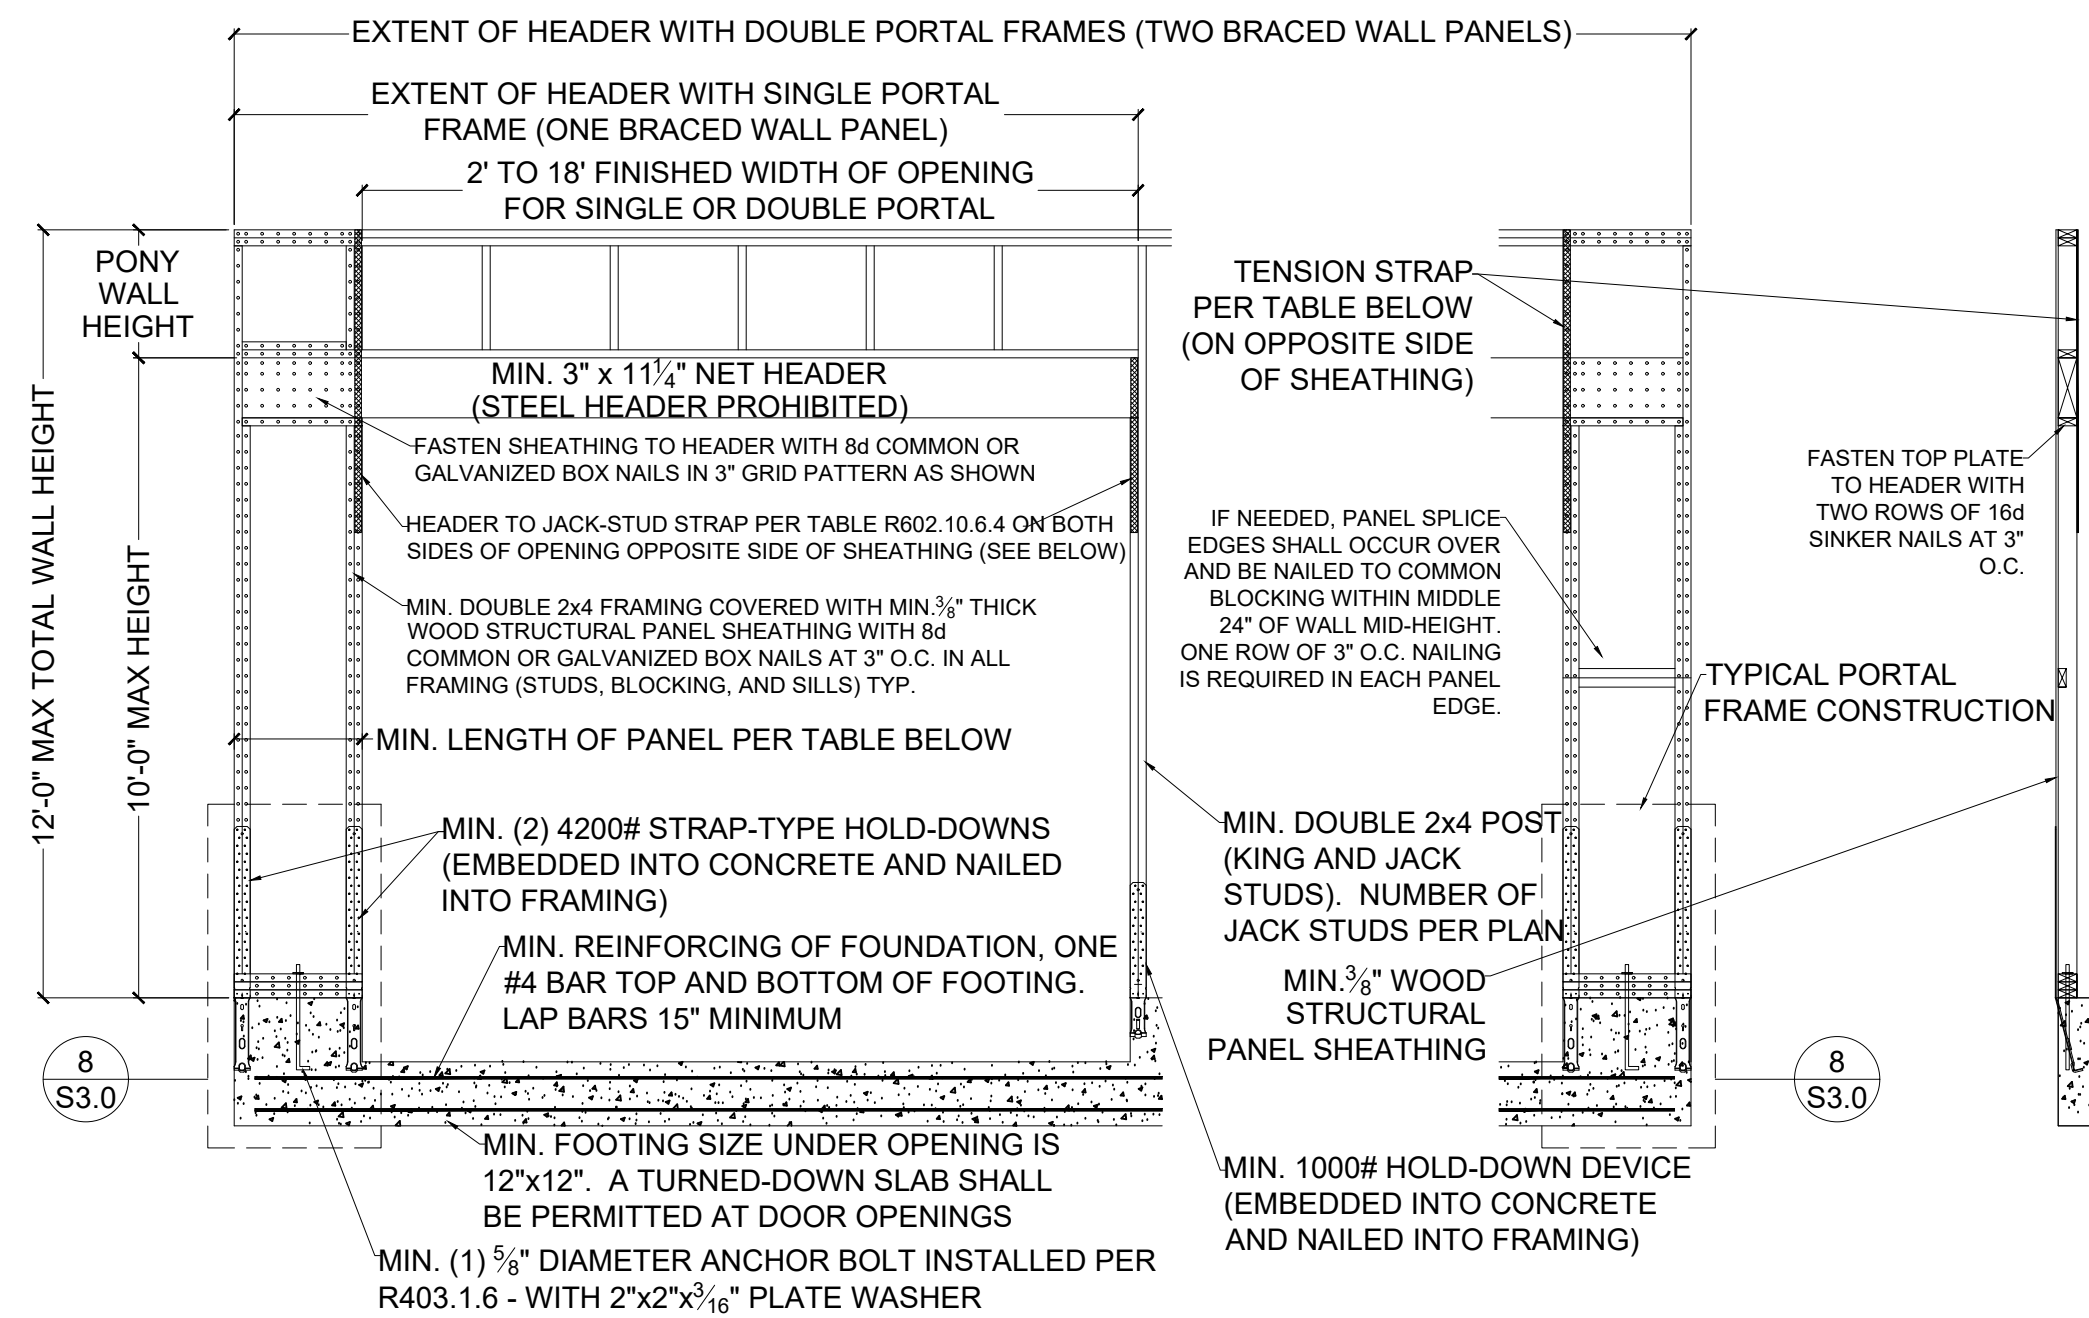 EXTENT OF HEADER WITH DOUBLE PORTAL FRAMES (TWO BRACED WALL PANELS)
EXTENT OF HEADER WITH SINGLE PORTAL
FRAME (ONE BRACED WALL PANEL)
2' TO 18' FINISHED WIDTH OF OPENING
FOR SINGLE OR DOUBLE PORTAL
PONY
WALL
HEIGHT
12'-0" MAX TOTAL WALL HEIGHT
10'-0" MAX HEIGHT
MIN. 3" x 11¼" NET HEADER
(STEEL HEADER PROHIBITED)
FASTEN SHEATHING TO HEADER WITH 8d COMMON OR
GALVANIZED BOX NAILS IN 3" GRID PATTERN AS SHOWN
HEADER TO JACK-STUD STRAP PER TABLE R602.10.6.4 ON BOTH
SIDES OF OPENING OPPOSITE SIDE OF SHEATHING (SEE BELOW)
MIN. DOUBLE 2x4 FRAMING COVERED WITH MIN.⅜" THICK
WOOD STRUCTURAL PANEL SHEATHING WITH 8d
COMMON OR GALVANIZED BOX NAILS AT 3" O.C. IN ALL
FRAMING (STUDS, BLOCKING, AND SILLS) TYP.
MIN. LENGTH OF PANEL PER TABLE BELOW
MIN. (2) 4200# STRAP-TYPE HOLD-DOWNS
(EMBEDDED INTO CONCRETE AND NAILED
INTO FRAMING)
MIN. REINFORCING OF FOUNDATION, ONE
#4 BAR TOP AND BOTTOM OF FOOTING.
LAP BARS 15" MINIMUM
8
S3.0
MIN. FOOTING SIZE UNDER OPENING IS
12"x12". A TURNED-DOWN SLAB SHALL
BE PERMITTED AT DOOR OPENINGS
MIN. (1) ⅝" DIAMETER ANCHOR BOLT INSTALLED PER
R403.1.6 - WITH 2"x2"x3⁄16" PLATE WASHER
TENSION STRAP
PER TABLE BELOW
(ON OPPOSITE SIDE
OF SHEATHING)
IF NEEDED, PANEL SPLICE
EDGES SHALL OCCUR OVER
AND BE NAILED TO COMMON
BLOCKING WITHIN MIDDLE
24" OF WALL MID-HEIGHT.
ONE ROW OF 3" O.C. NAILING
IS REQUIRED IN EACH PANEL
EDGE.
MIN. DOUBLE 2x4 POST
(KING AND JACK
STUDS). NUMBER OF
JACK STUDS PER PLAN
MIN.⅜" WOOD
STRUCTURAL
PANEL SHEATHING
MIN. 1000# HOLD-DOWN DEVICE
(EMBEDDED INTO CONCRETE
AND NAILED INTO FRAMING)
FASTEN TOP PLATE
TO HEADER WITH
TWO ROWS OF 16d
SINKER NAILS AT 3"
O.C.
TYPICAL PORTAL
FRAME CONSTRUCTION
8
S3.0